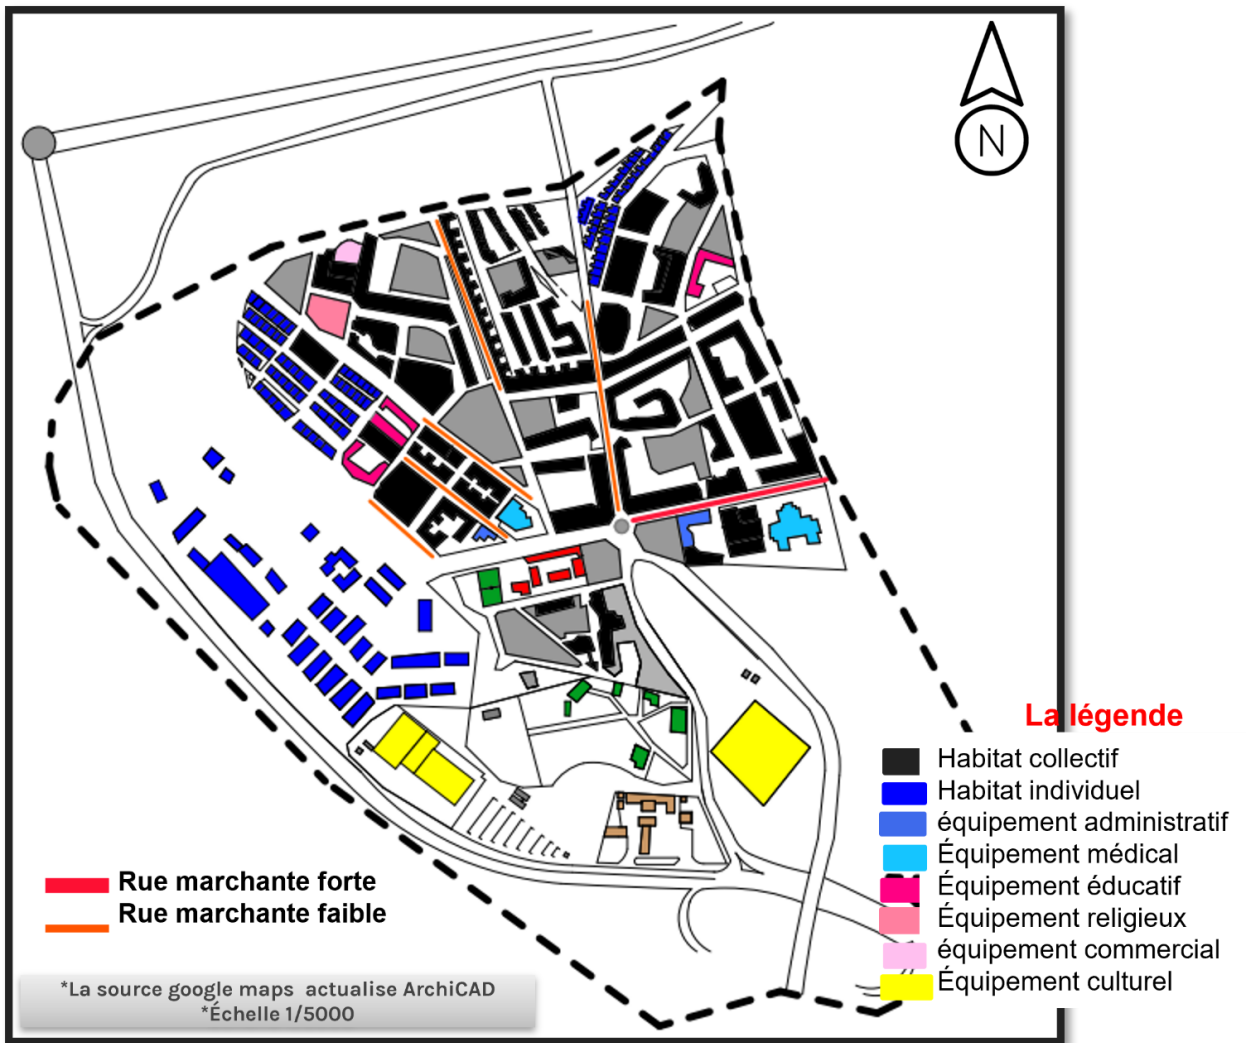 N
La légende
Habitat collectif
Habitat individuel
équipement administratif
Équipement médical
Équipement éducatif
Équipement religieux
équipement commercial
Équipement culturel
Rue marchante forte
Rue marchante faible
*La source google maps actualise ArchiCAD
*Échelle 1/5000